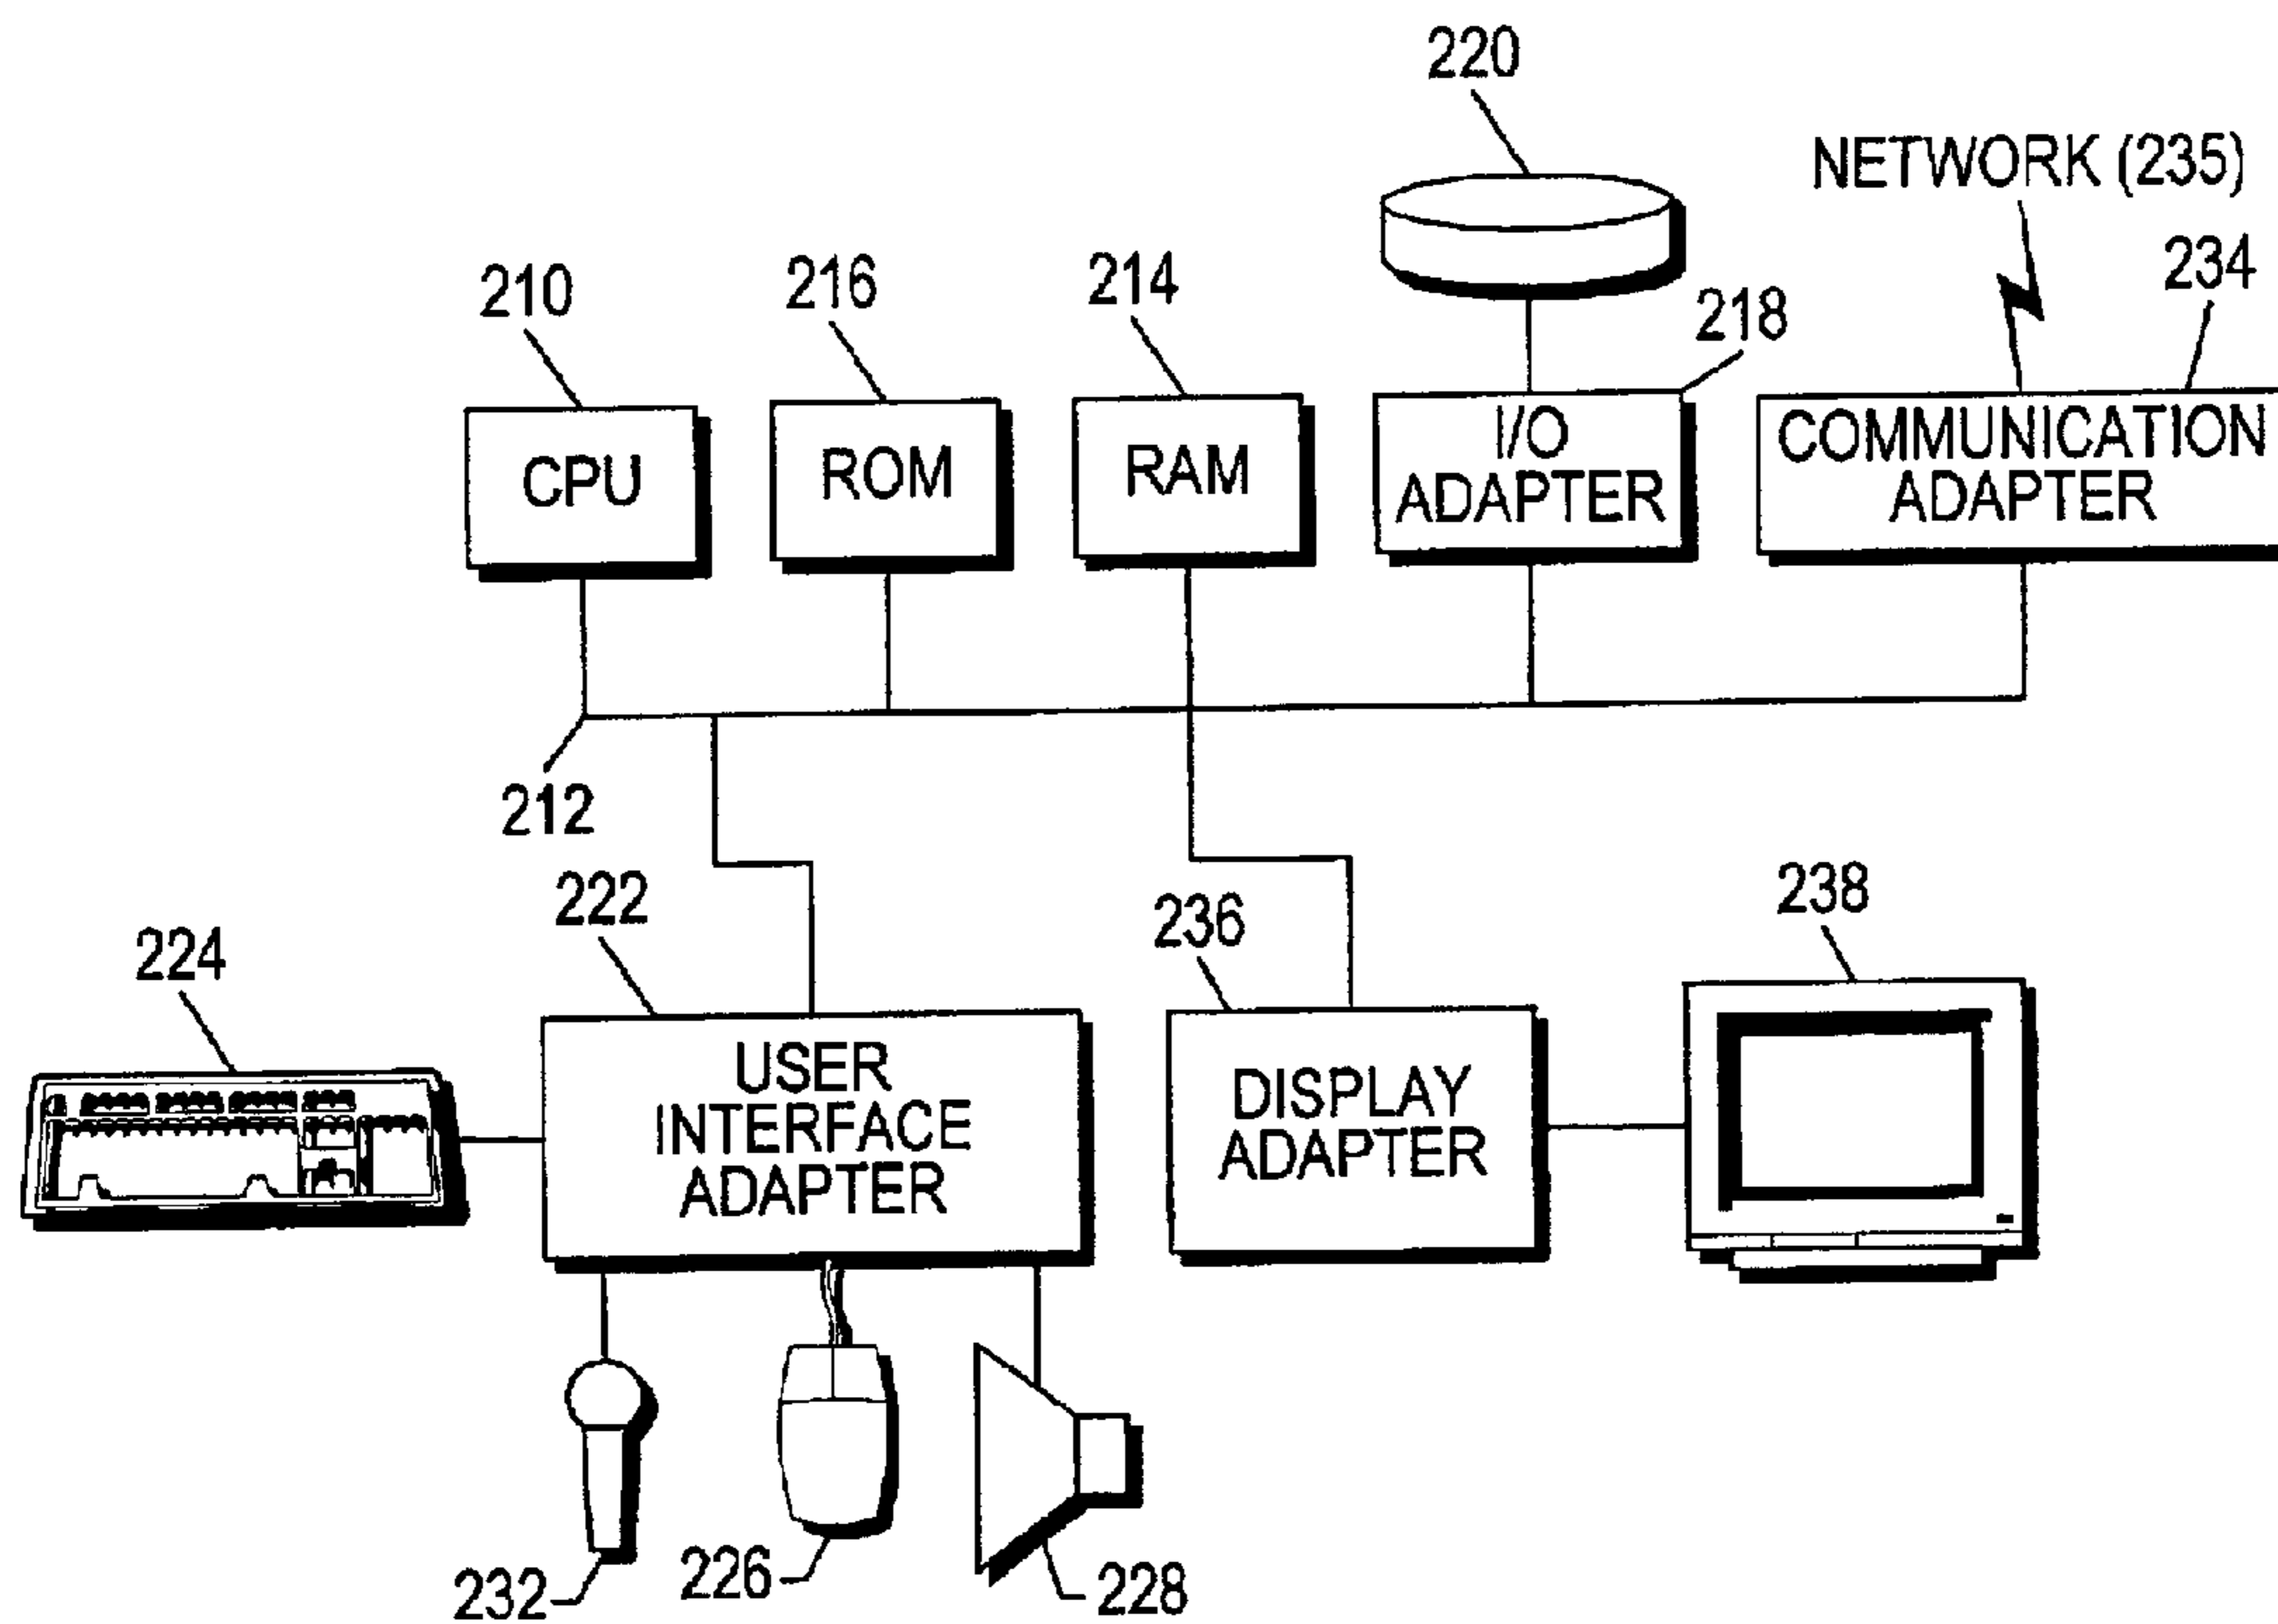 220
NETWORK (235)
210
216
214
218
234
CPU
ROM
RAM
I/O
ADAPTER
COMMUNICATION
ADAPTER
212
222
236
238
224
USER
INTERFACE
ADAPTER
DISPLAY
ADAPTER
232
226
228